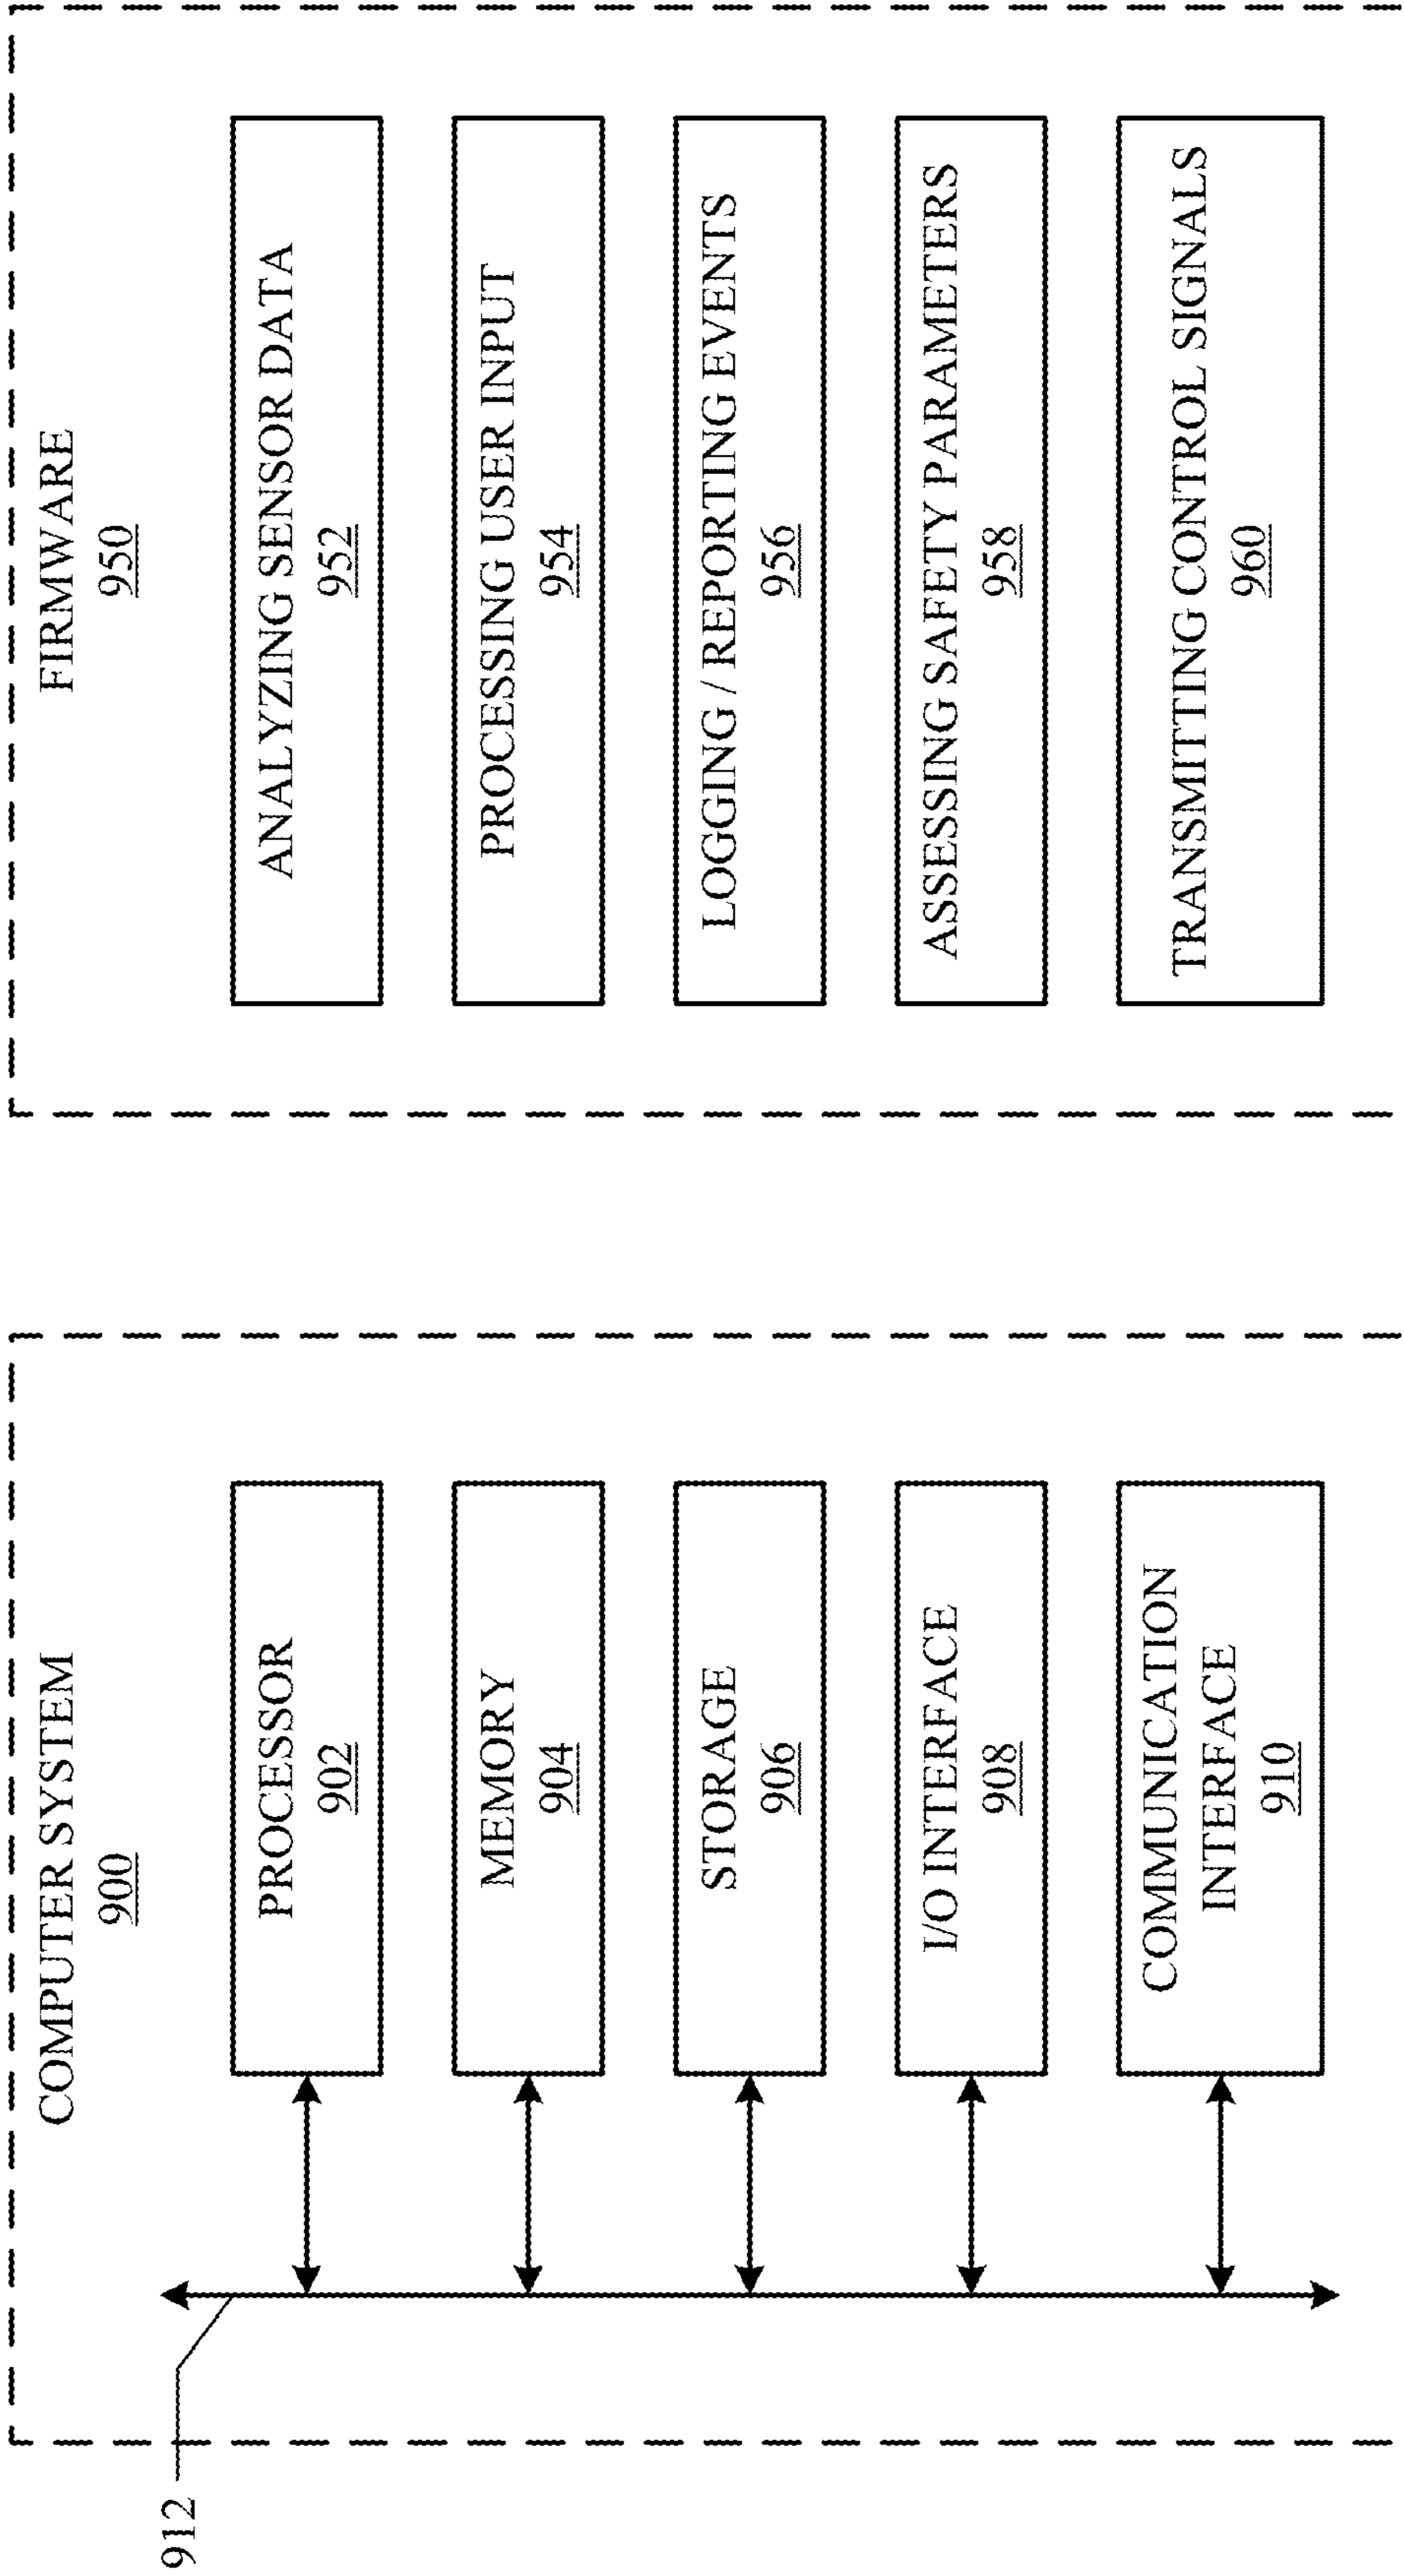 COMPUTER SYSTEM
900
912
PROCESSOR
902
MEMORY
904
STORAGE
906
I/O INTERFACE
908
COMMUNICATION
INTERFACE
910
FIRMWARE
950
ANALYZING SENSOR DATA
952
PROCESSING USER INPUT
954
LOGGING / REPORTING EVENTS
956
ASSESSING SAFETY PARAMETERS
958
TRANSMITTING CONTROL SIGNALS
960